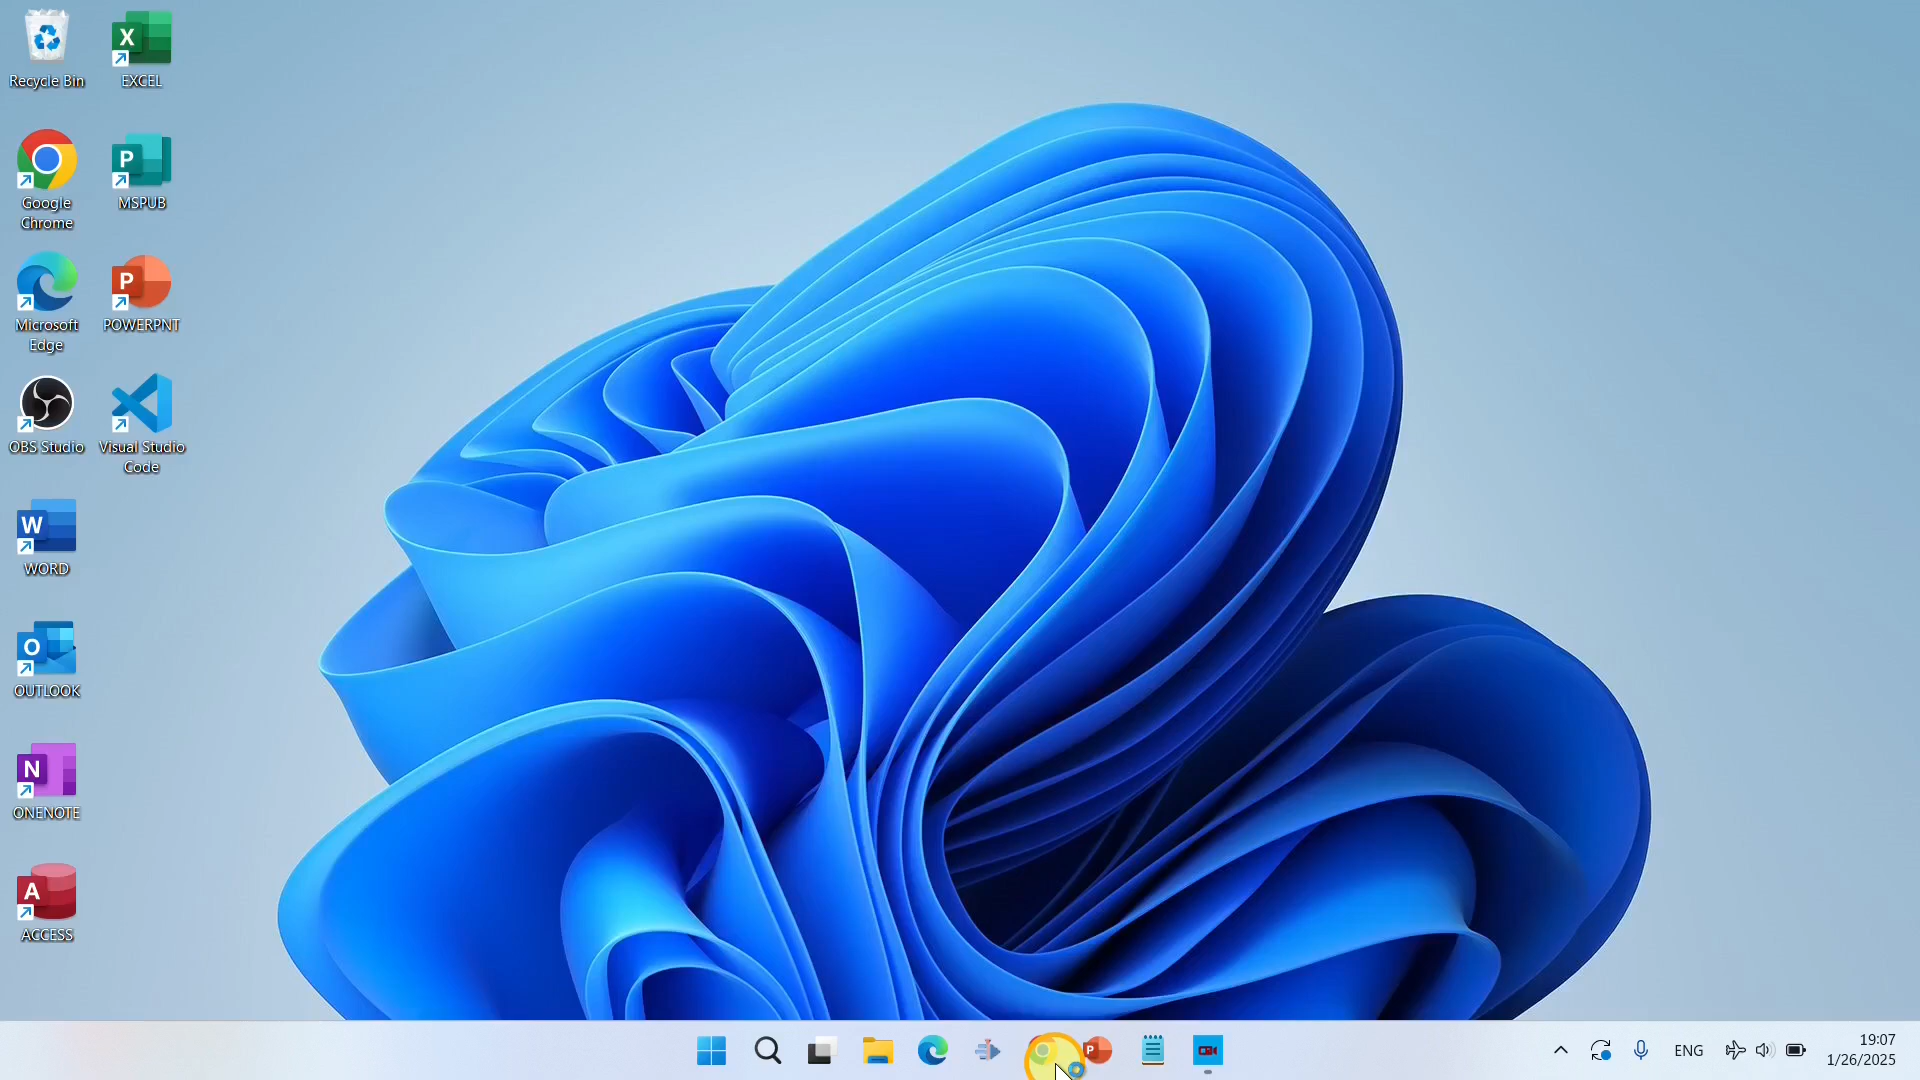 Recycle Bin
EXCEL
Google
Chrome
MSPUB
Microsoft
Edge
POWERPNT
OBS Studio
Visual Studio
Code
WORD
OUTLOOK
ONENOTE
ACCESS
ENG
19:07
1/26/2025